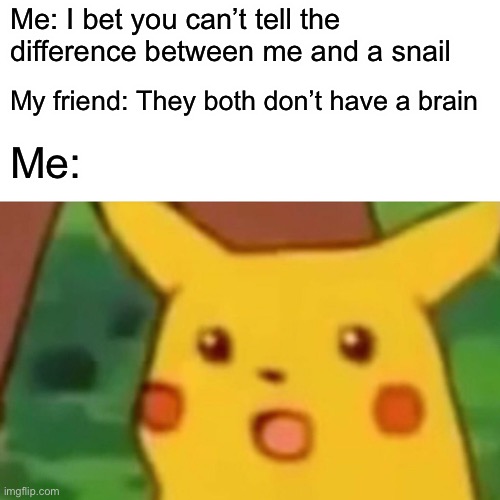 Me: I bet you can’t tell the
difference between me and a snail
My friend: They both don’t have a brain
Me:
imgflip.com